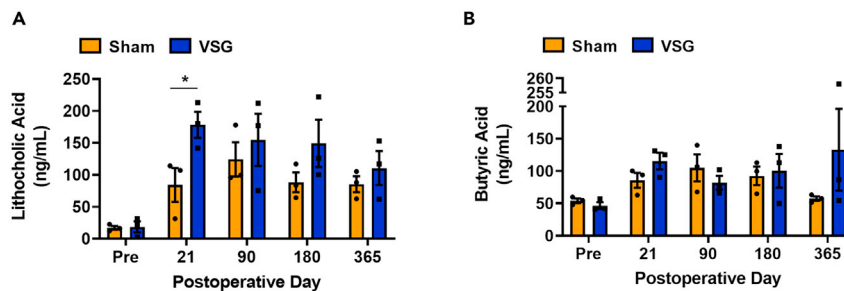 A
Sham VSG
Lithocholic Acid
(ng/mL)
250
200
150
100
50
0
*
Pre 21 90 180 365
Postoperative Day
B
Sham VSG
Butyric Acid
(ng/mL)
260
255
200
150
100
50
0
Pre 21 90 180 365
Postoperative Day